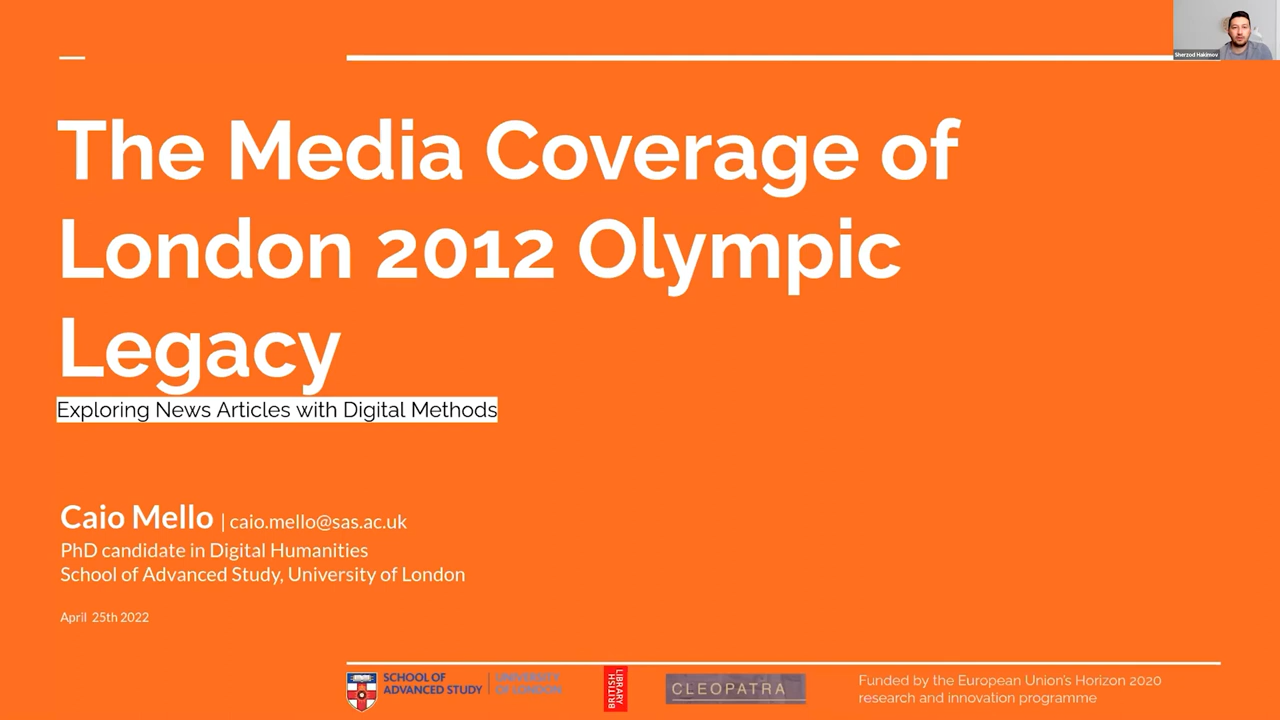 Sherzod Hakimov
The Media Coverage of
London 2012 Olympic
Legacy
Exploring News Articles with Digital Methods
Caio Mello | caio.mello@sas.ac.uk
PhD candidate in Digital Humanities
School of Advanced Study, University of London
April 25th 2022
SCHOOL OF
ADVANCED STUDY
UNIVERSITY
OF LONDON
LIBRARY
BRITISH
CLEOPATRA
Funded by the European Union's Horizon 2020
research and innovation programme